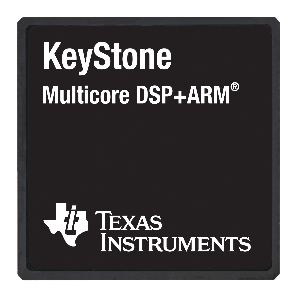 KeyStone
Multicore DSP+ARM®
TEXAS
INSTRUMENTS